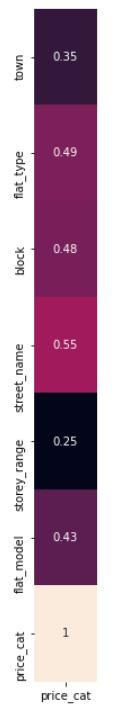 town
0.35
flat_type
0.49
block
0.48
street_name
0.55
storey_range
0.25
flat_model
0.43
price_cat
1
price_cat